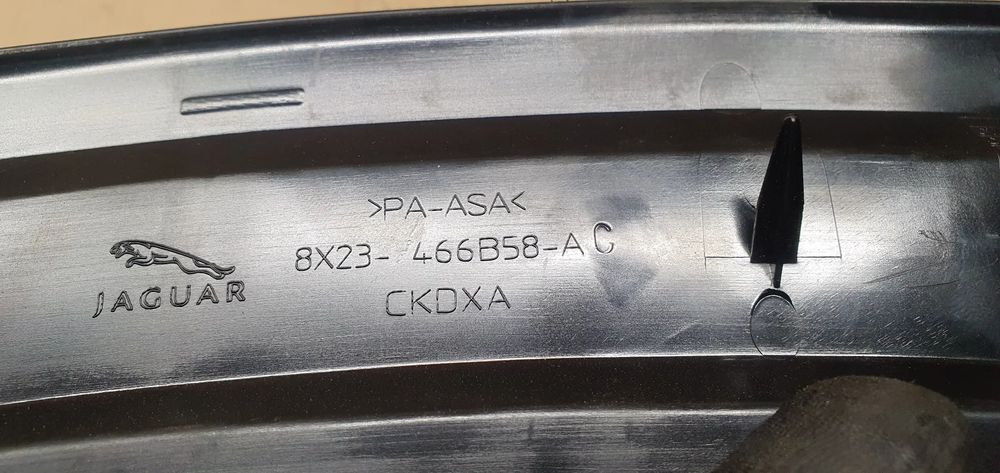 >PA-ASA<
8X23- 466B58-AC
CKDXA
JAGUAR